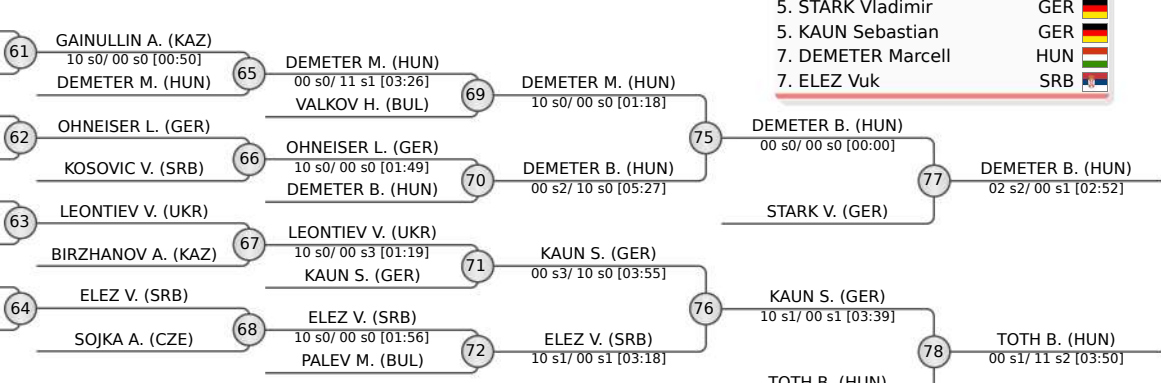 5. STARK Vladimir GER
5. KAUN Sebastian GER
7. DEMETER Marcell HUN
7. ELEZ Vuk SRB
61
GAINULLIN A. (KAZ)
10 s0/ 00 s0 [00:50]
DEMETER M. (HUN)
65
DEMETER M. (HUN)
00 s0/ 11 s1 [03:26]
VALKOV H. (BUL)
69
DEMETER M. (HUN)
10 s0/ 00 s0 [01:18]
62
OHNEISER L. (GER)
KOSOVIC V. (SRB)
66
OHNEISER L. (GER)
10 s0/ 00 s0 [01:49]
DEMETER B. (HUN)
70
DEMETER B. (HUN)
00 s2/ 10 s0 [05:27]
75
DEMETER B. (HUN)
00 s0/ 00 s0 [00:00]
STARK V. (GER)
77
DEMETER B. (HUN)
02 s2/ 00 s1 [02:52]
63
LEONTIEV V. (UKR)
BIRZHANOV A. (KAZ)
67
LEONTIEV V. (UKR)
10 s0/ 00 s3 [01:19]
KAUN S. (GER)
71
KAUN S. (GER)
00 s3/ 10 s0 [03:55]
64
ELEZ V. (SRB)
SOJKA A. (CZE)
68
ELEZ V. (SRB)
10 s0/ 00 s0 [01:56]
PALEV M. (BUL)
72
ELEZ V. (SRB)
10 s1/ 00 s1 [03:18]
76
KAUN S. (GER)
10 s1/ 00 s1 [03:39]
TOTH B. (HUN)
78
TOTH B. (HUN)
00 s1/ 11 s2 [03:50]